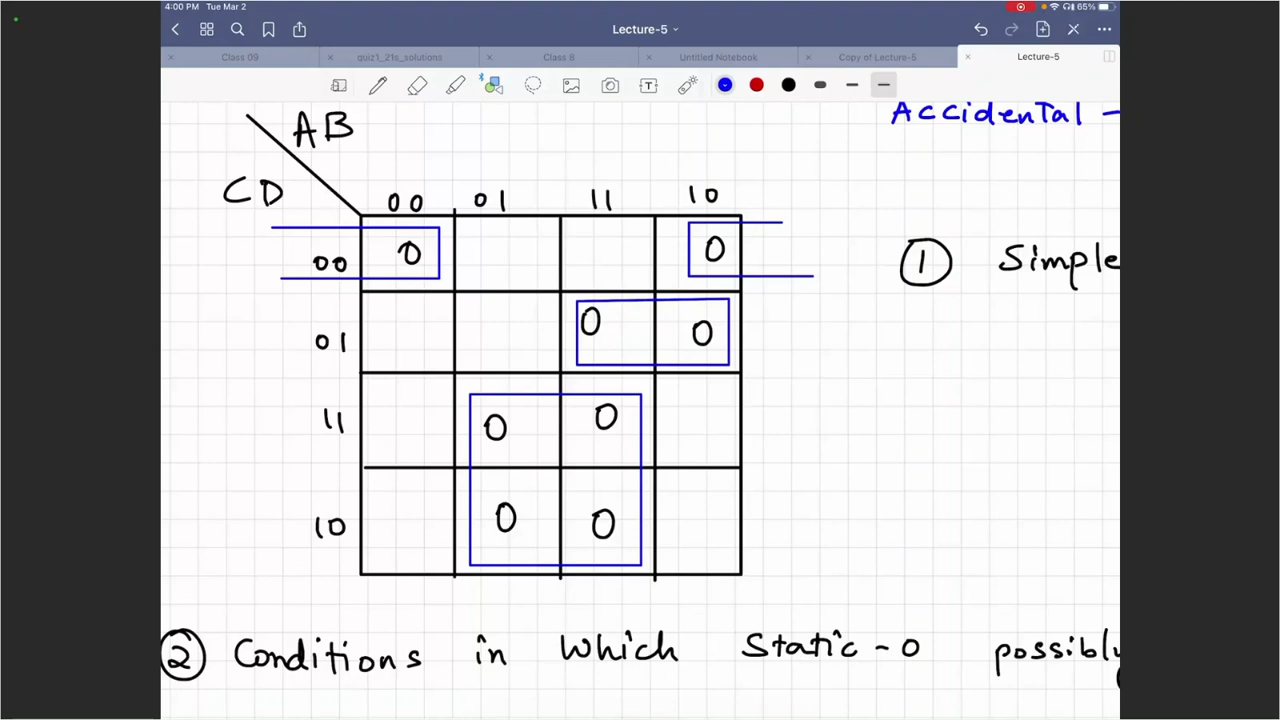 4:00 PM Tue Mar 2 65%
Lecture-5
Class 09 quiz1_21s_solutions Class 8 Untitled Notebook Copy of Lecture-5 Lecture-5
Accidental -
AB
CD
00 01 11 10
00 0 0
01 0 0
11 0 0
10 0 0
① Simple
② Conditions in which Static-0 possibly